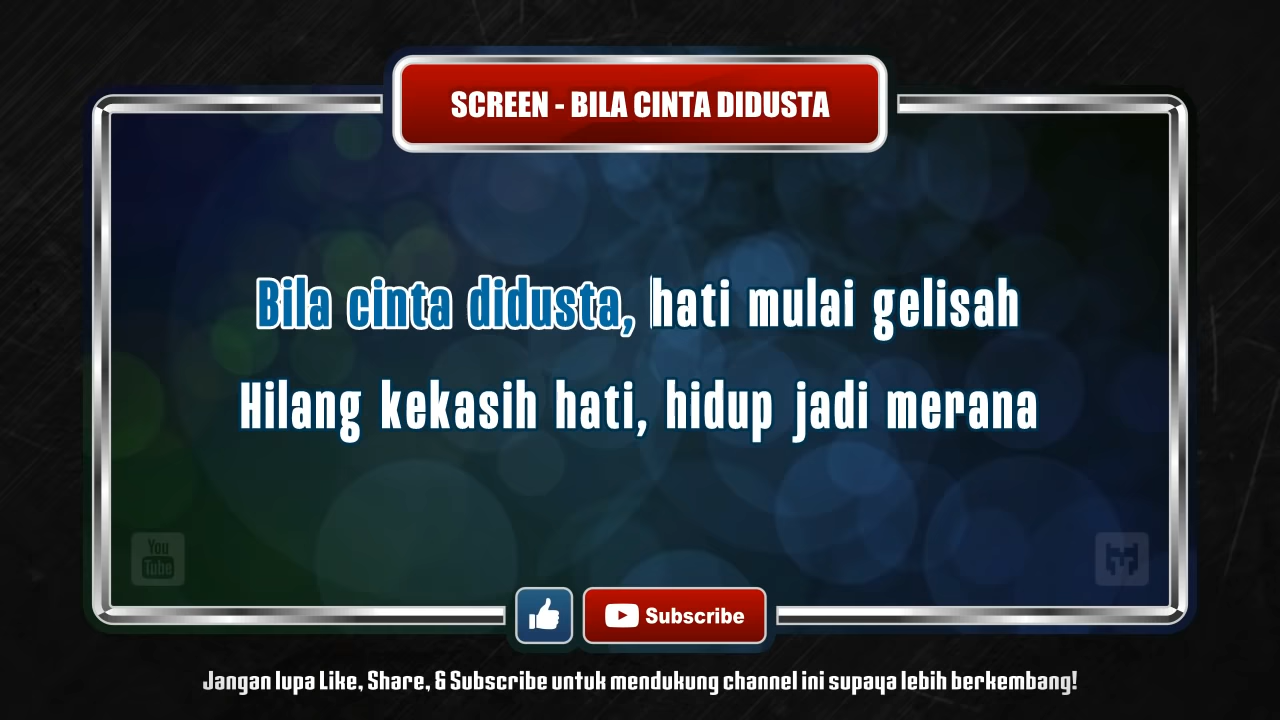 SCREEN - BILA CINTA DIDUSTA
Bila cinta didusta, hati mulai gelisah
Hilang kekasih hati, hidup jadi merana
You
Tube
Subscribe
Jangan lupa Like, Share, & Subscribe untuk mendukung channel ini supaya lebih berkembang!